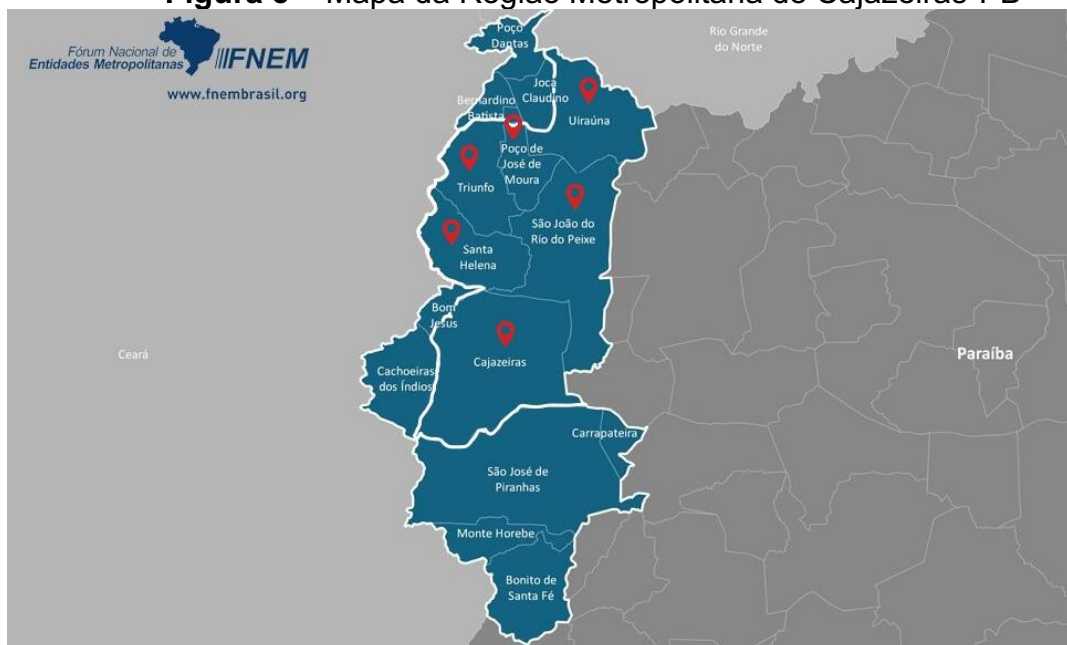 Mapa da Região Metropolitana de Cajazeiras-PB
Fórum Nacional de
Entidades Metropolitanas
FNEM
www.fnembrasil.org
Rio Grande
do Norte
Poço
Dantas
Joca
Claudino
Bernardino
Batista
Uiraúna
Poço de
José de
Moura
Triunfo
São João do
Rio do Peixe
Santa
Helena
Bom
Jesus
Ceará
Paraíba
Cajazeiras
Cachoeiras
dos Índios
Carrapateira
São José de
Piranhas
Monte Horebe
Bonito de
Santa Fé